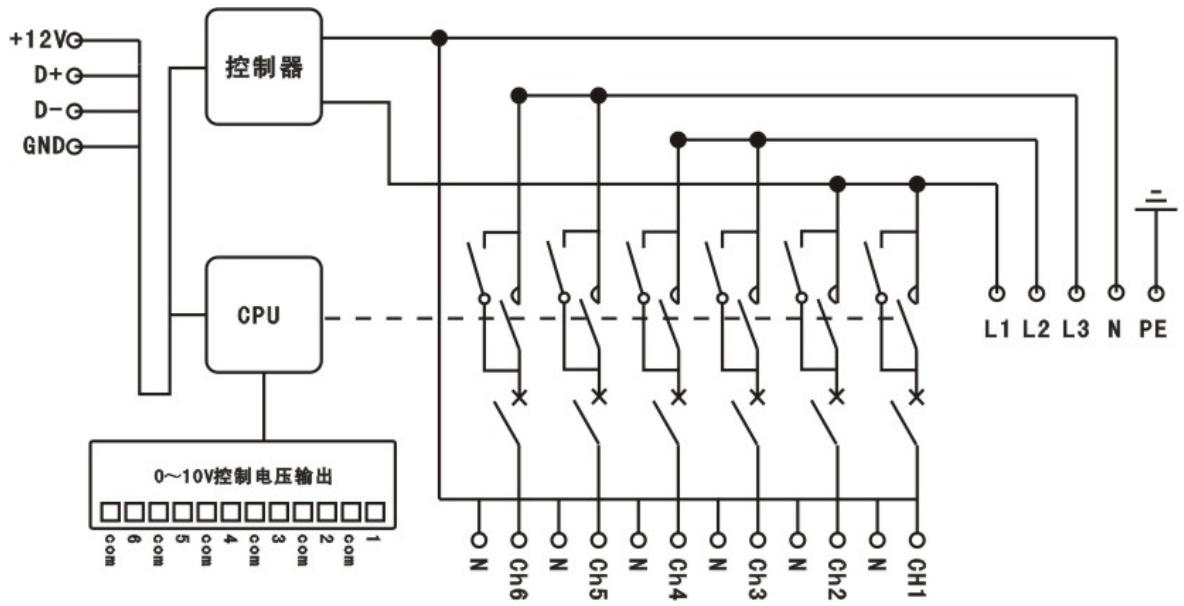 +12V
D+
D-
GND
控制器
CPU
L1 L2 L3 N PE
0～10V控制电压输出
com 6 com 5 com 4 com 3 com 2 com 1
N Ch6 N Ch5 N Ch4 N Ch3 N Ch2 N CH1